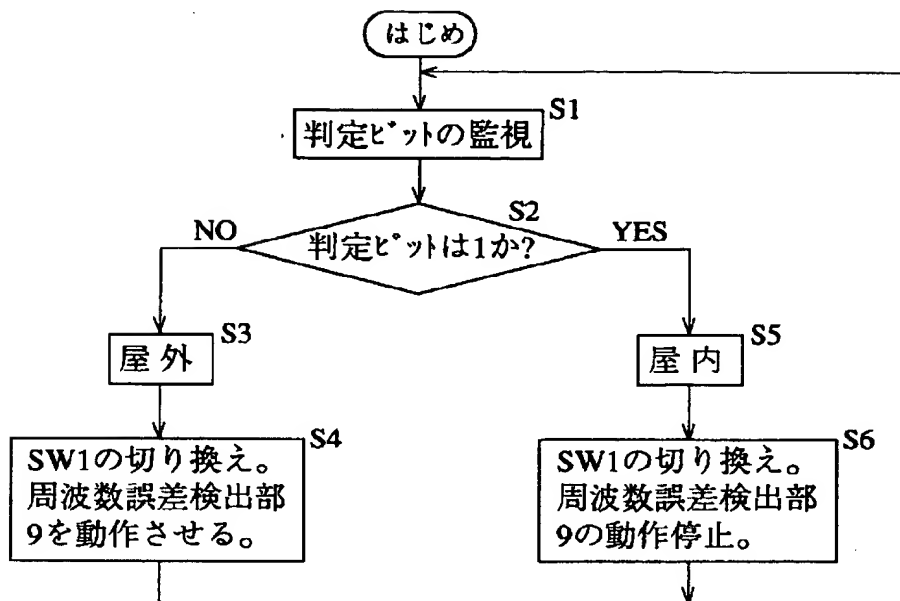 はじめ
S1
判定ビットの監視
S2
NO
判定ビットは1か?
YES
S3
屋外
S5
屋内
S4
SW1の切り換え。
周波数誤差検出部
9を動作させる。
S6
SW1の切り換え。
周波数誤差検出部
9の動作停止。